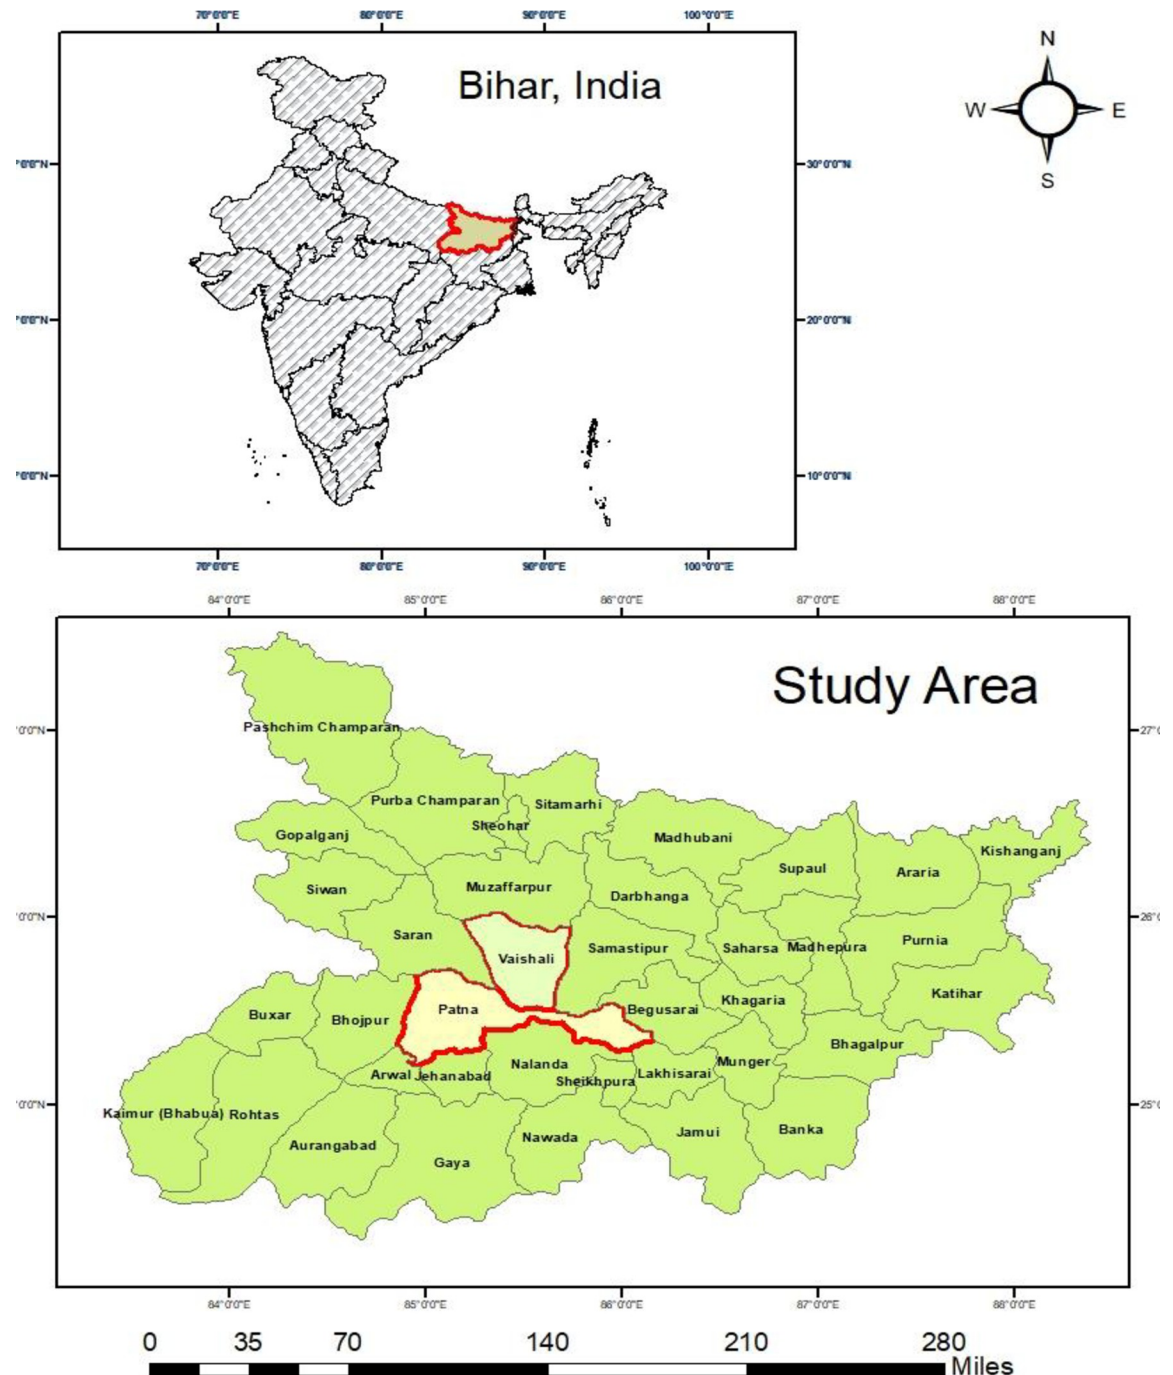 70°0'0"E 80°0'0"E 90°0'0"E 100°0'0"E
Bihar, India
N
W E
S
°0'0"N 30°0'0"N
°0'0"N 20°0'0"N
°0'0"N 10°0'0"N
70°0'0"E 80°0'0"E 90°0'0"E 100°0'0"E
84°0'0"E 85°0'0"E 86°0'0"E 87°0'0"E 88°0'0"E
Study Area
Pashchim Champaran
'0'0"N 27°
Purba Champaran
Sitamarhi
Sheohar
Gopalganj
Madhubani
Kishanganj
Supaul
Araria
Siwan
Muzaffarpur
Darbhanga
'0'0"N 26°
Saran
Vaishali
Samastipur
Saharsa
Madhepura
Purnia
Katihar
Patna
Begusarai
Khagaria
Buxar
Bhojpur
Bhagalpur
Nalanda
Munger
Arwal
Jehanabad
Sheikhpura
Lakhisarai
'0'0"N 25°
Kaimur (Bhabua)
Rohtas
Aurangabad
Nawada
Jamui
Banka
Gaya
84°0'0"E 85°0'0"E 86°0'0"E 87°0'0"E 88°0'0"E
0 35 70 140 210 280
Miles